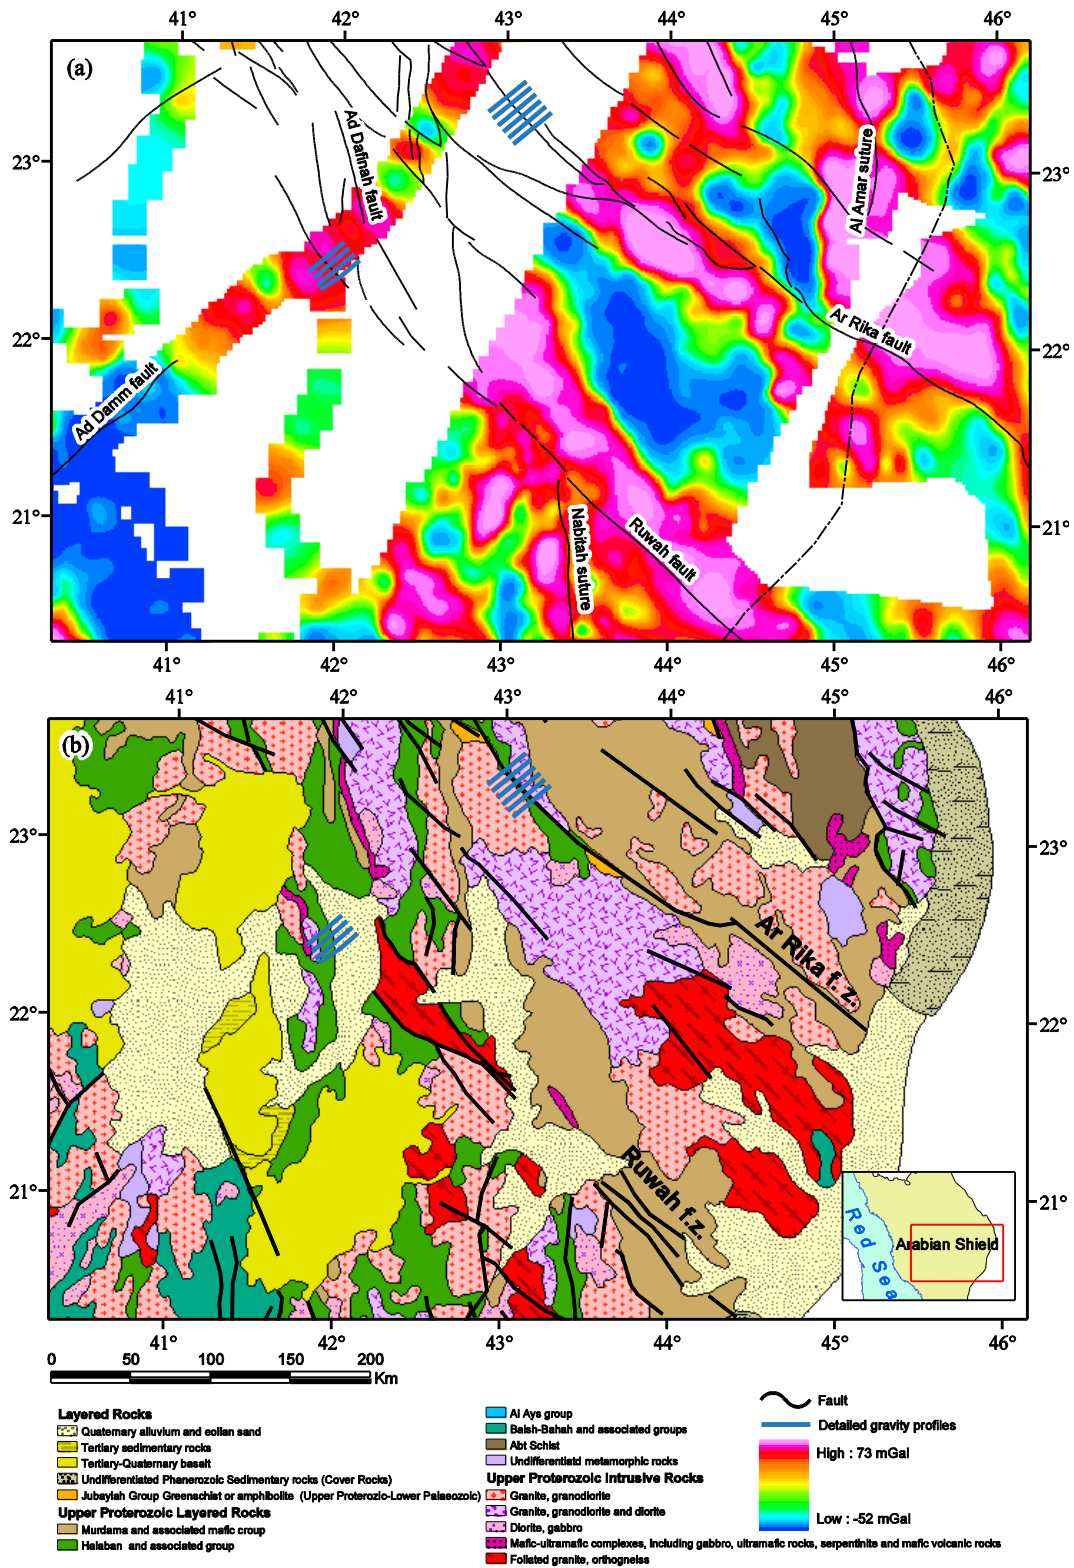 41° 42° 43° 44° 45° 46°
(a)
23° 23°
22° 22°
21° 21°
Ad Dafinah fault
Al Amar suture
Ar Rika fault
Ad Damm fault
Nabitah suture
Ruwah fault
41° 42° 43° 44° 45° 46°
41° 42° 43° 44° 45° 46°
(b)
23° 23°
22° 22°
21° 21°
Ar Rika f. z.
Ruwah f.z.
Red Sea
Arabian Shield
41° 42° 43° 44° 45° 46°
0 50 100 150 200
Km
Layered Rocks
Quaternary alluvium and eolian sand
Tertiary sedimentary rocks
Tertiary-Quaternary basalt
Undifferentiated Phanerozoic Sedimentary rocks (Cover Rocks)
Jubaylah Group Greenschist or amphibolite (Upper Proterozio-Lower Palaeozoic)
Upper Proterozoic Layered Rocks
Murdama and associated mafic croup
Halaban and associated group
Al Ays group
Baish-Bahah and associated groups
Abt Schist
Undifferentiatd metamorphic rocks
Upper Proterozoic Intrusive Rocks
Granite, granodiorite
Granite, granodiorite and diorite
Diorite, gabbro
Mafic-ultramafic complexes, including gabbro, ultramafic rocks, serpentinite and mafic volcanic rocks
Foliated granite, orthogneiss
Fault
Detailed gravity profiles
High : 73 mGal
Low : -52 mGal